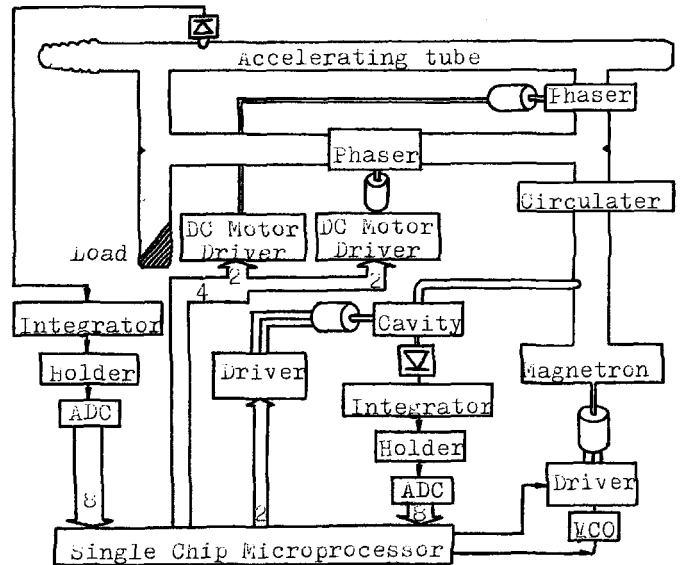 Accelerating tube
Phaser
Phaser
Circulater
Load
DC Motor
Driver
DC Motor
Driver
2
2
4
Integrator
Cavity
Holder
Driver
Magnetron
ADC
Integrator
Holder
Driver
ADC
8
2
8
MCO
Single Chip Microprocessor